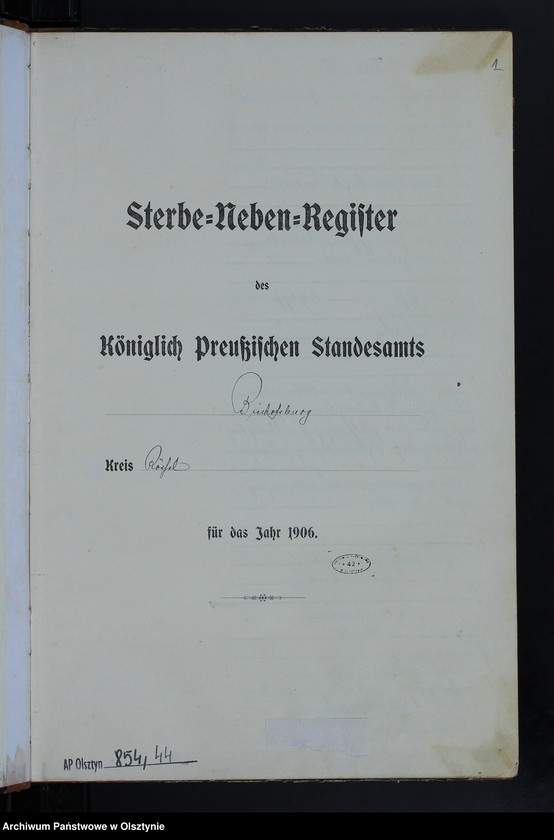 1
Sterbe=Neben=Register
des
Königlich Preußischen Standesamts
Bischofsburg
Kreis Rößel
für das Jahr 1906.
* 42 *
AP Olsztyn 854, 44
Archiwum Państwowe w Olsztynie